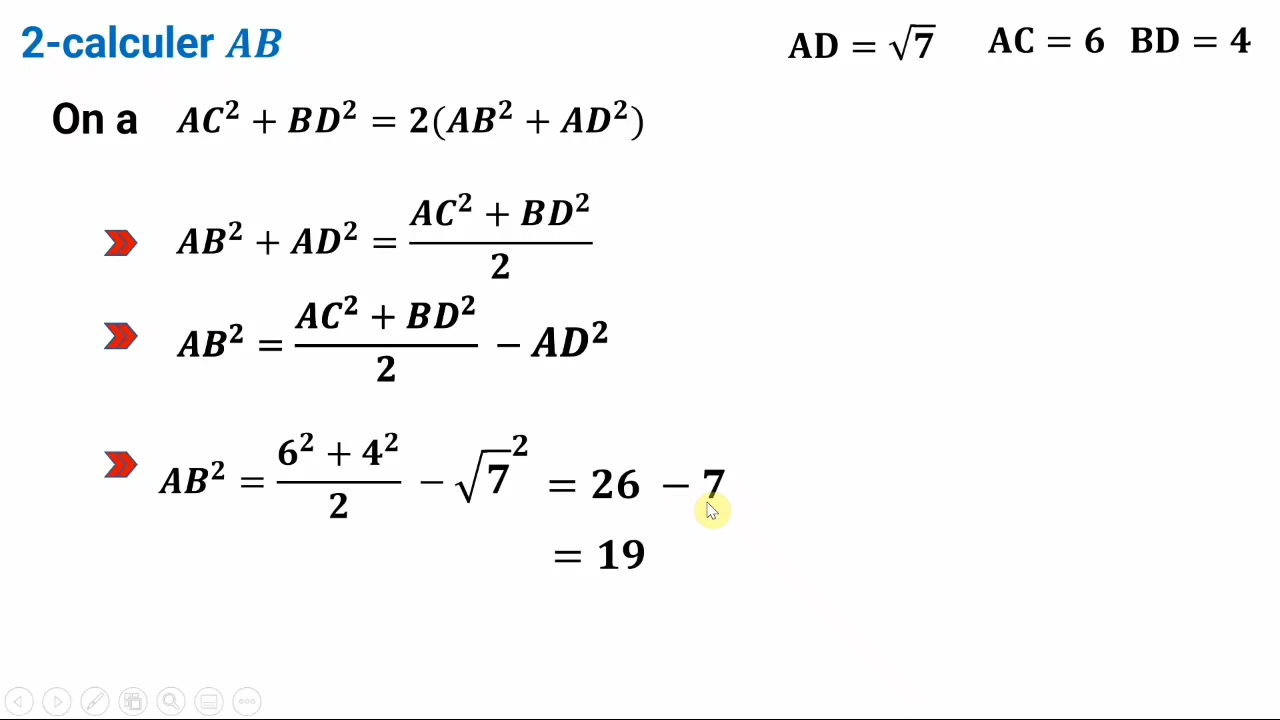 2-calculer AB
AD = √7 AC = 6 BD = 4
On a AC² + BD² = 2(AB² + AD²)
AB² + AD² = (AC² + BD²)/2
AB² = (AC² + BD²)/2 − AD²
AB² = (6² + 4²)/2 − √7² = 26 − 7
= 19